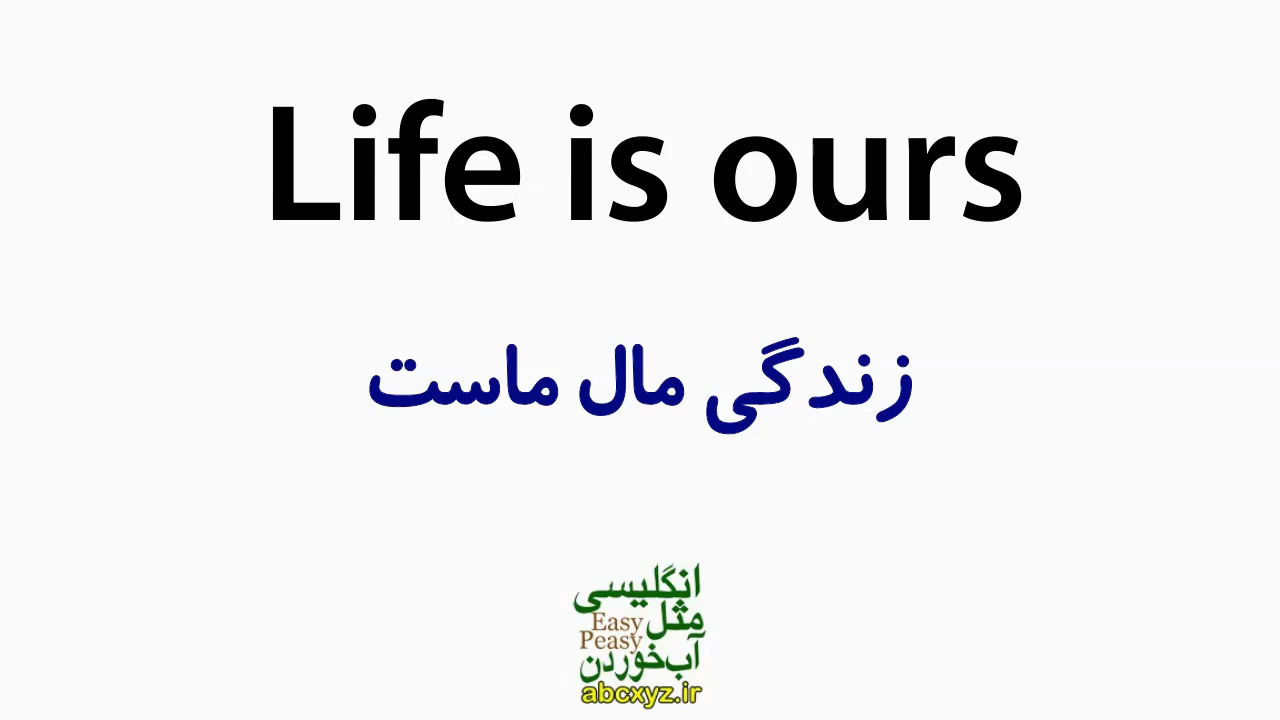 Life is ours
زندگی مال ماست
انگلیسی
مثل
Easy
Peasy
آب‌خوردن
abcxyz.ir